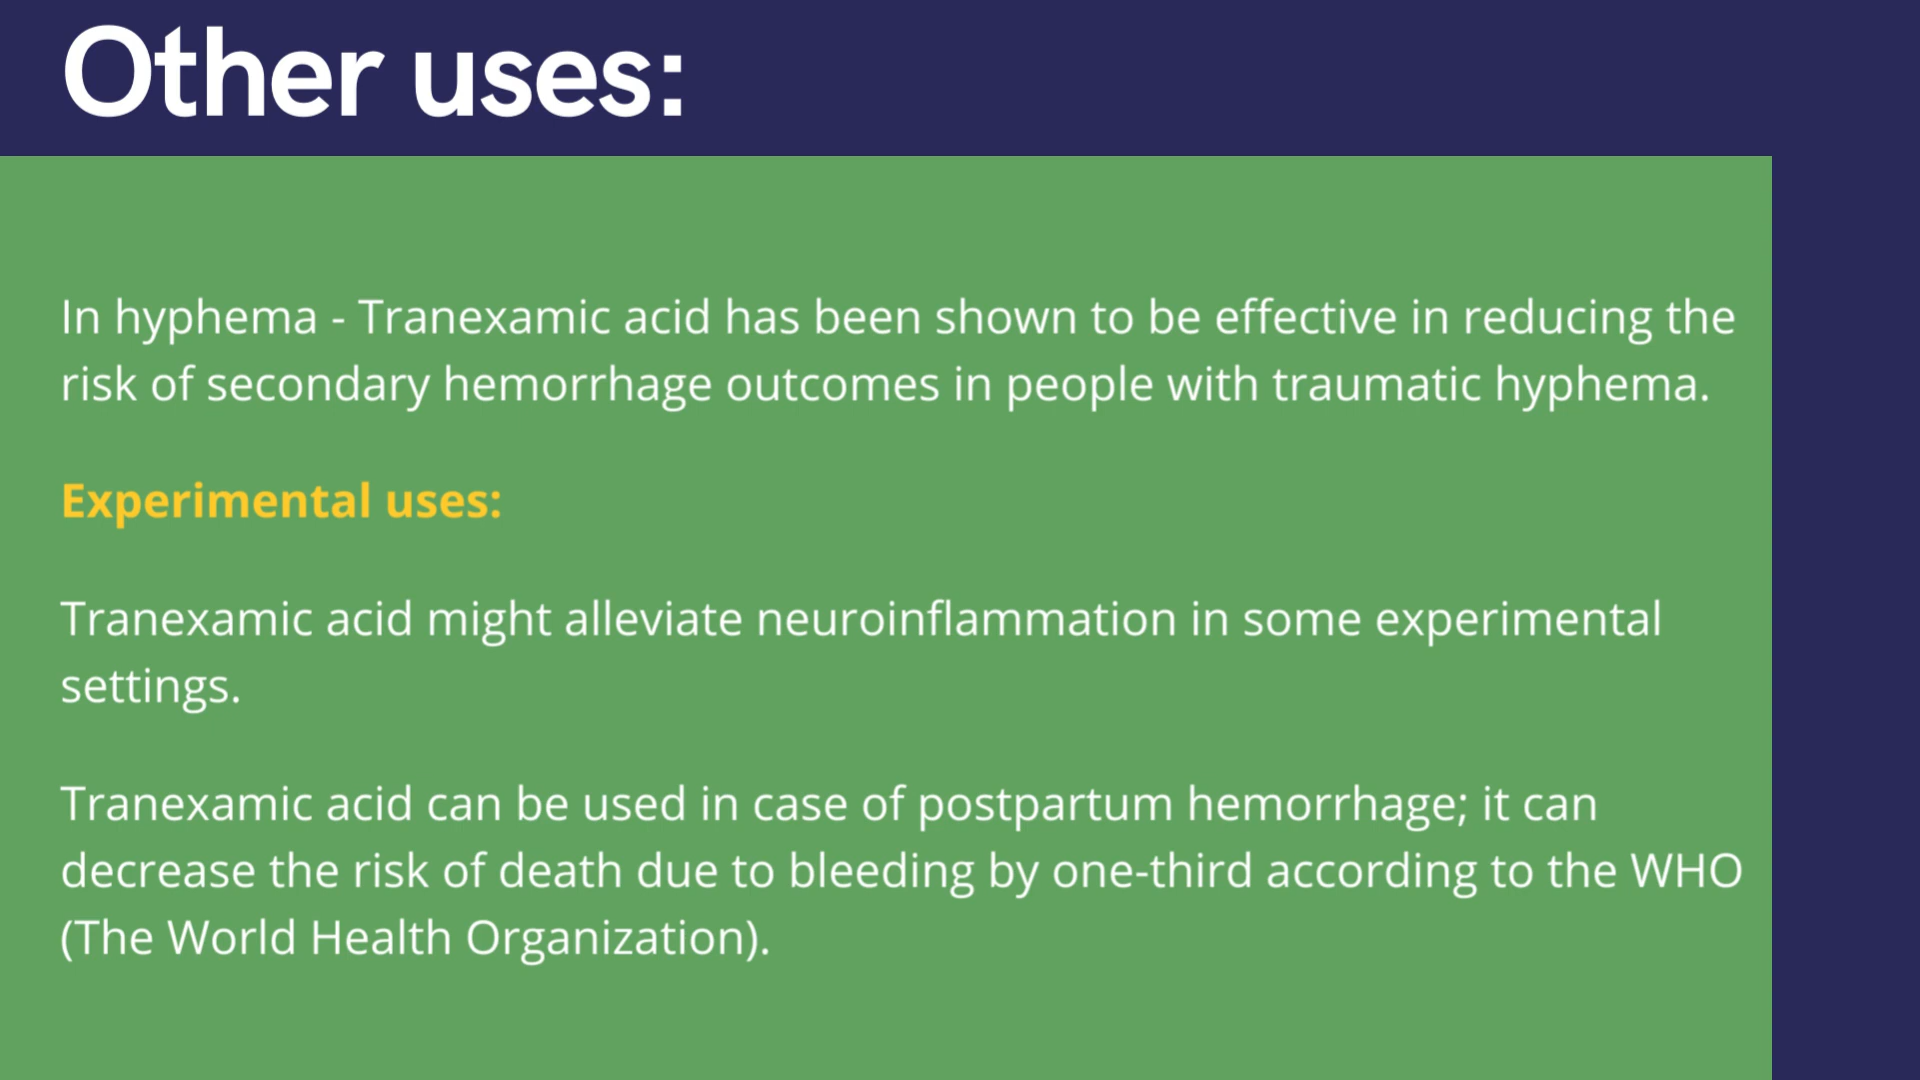 Other uses:
In hyphema - Tranexamic acid has been shown to be effective in reducing the
risk of secondary hemorrhage outcomes in people with traumatic hyphema.
Experimental uses:
Tranexamic acid might alleviate neuroinflammation in some experimental
settings.
Tranexamic acid can be used in case of postpartum hemorrhage; it can
decrease the risk of death due to bleeding by one-third according to the WHO
(The World Health Organization).